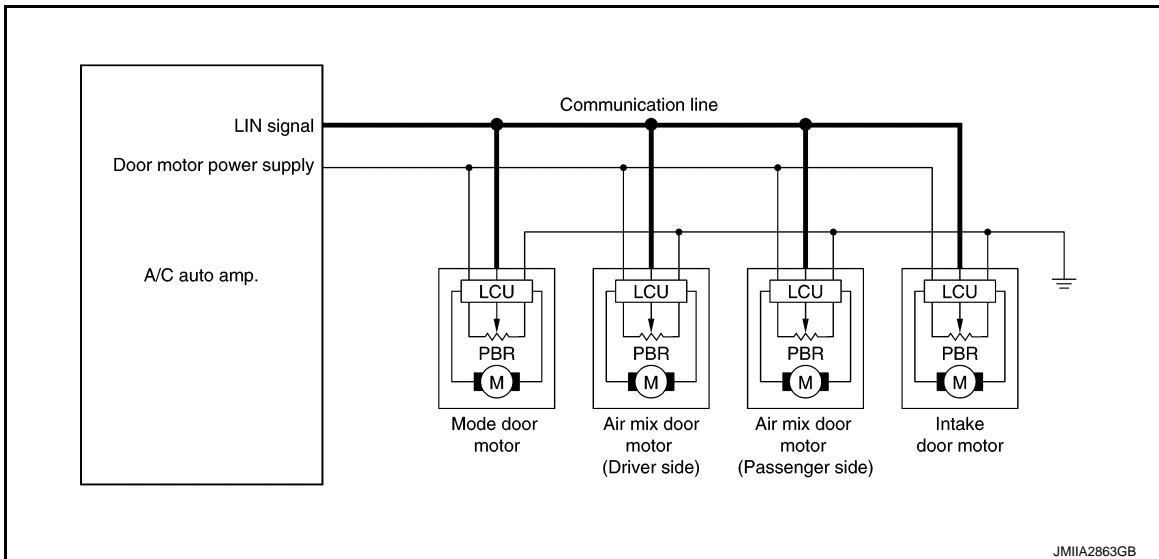 Communication line
LIN signal
Door motor power supply
A/C auto amp.
LCU
LCU
LCU
LCU
PBR
PBR
PBR
PBR
M
M
M
M
Mode door
motor
Air mix door
motor
(Driver side)
Air mix door
motor
(Passenger side)
Intake
door motor
JMIIA2863GB